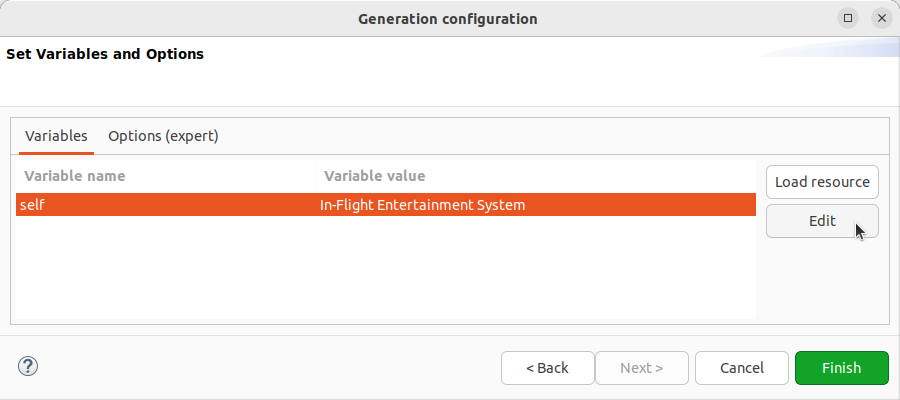 Generation configuration
Set Variables and Options
Variables Options (expert)
Variable name Variable value
self In-Flight Entertainment System
Load resource
Edit
? < Back Next > Cancel Finish